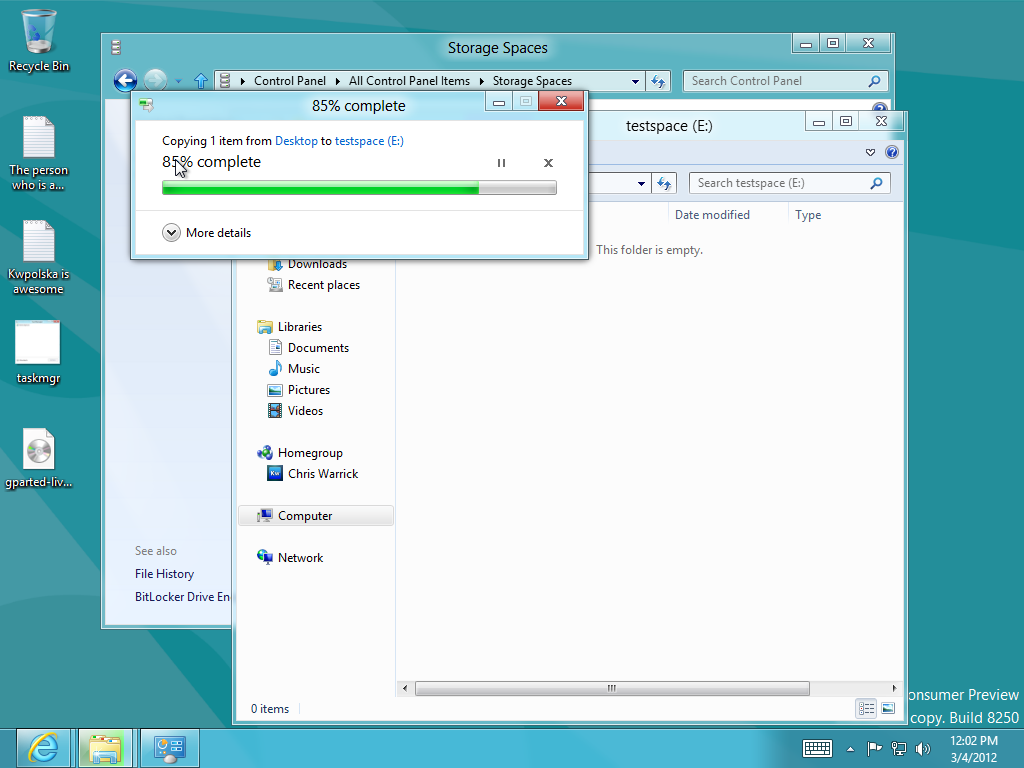 Recycle Bin
The person
who is a...
Kwpolska is
awesome
taskmgr
gparted-liv...
Storage Spaces
Control Panel
All Control Panel Items
Storage Spaces
Search Control Panel
See also
File History
BitLocker Drive En
85% complete
Copying 1 item from Desktop to testspace (E:)
85% complete
More details
testspace (E:)
Search testspace (E:)
Date modified
Type
This folder is empty.
Downloads
Recent places
Libraries
Documents
Music
Pictures
Videos
Homegroup
KW
Chris Warrick
Computer
Network
0 items
onsumer Preview
copy. Build 8250
12:02 PM
3/4/2012